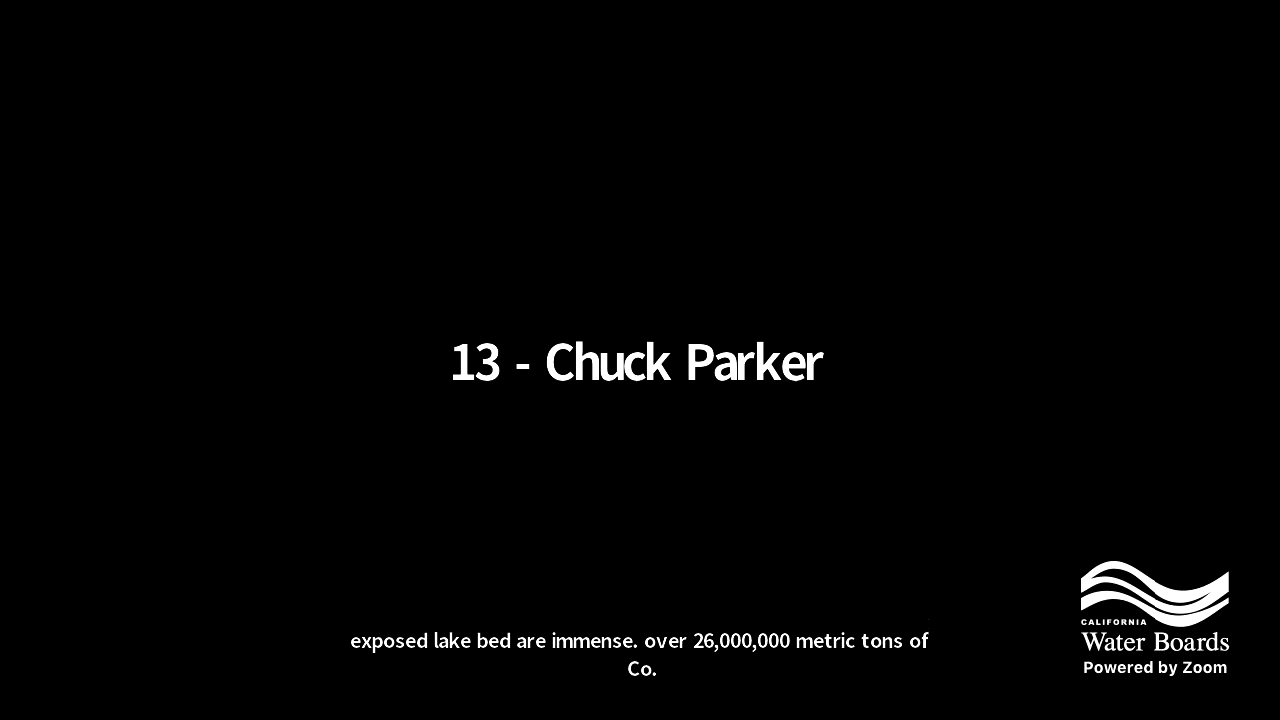 13 - Chuck Parker
exposed lake bed are immense. over 26,000,000 metric tons of
Co.
CALIFORNIA
Water Boards
Powered by Zoom